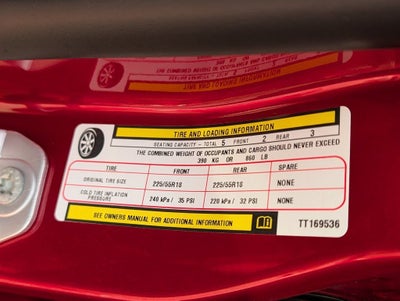 TIRE AND LOADING INFORMATION
SEATING CAPACITY - TOTAL 5 FRONT 2 REAR 3
THE COMBINED WEIGHT OF OCCUPANTS AND CARGO SHOULD NEVER EXCEED
390 KG OR 860 LB
TIRE FRONT REAR SPARE
ORIGINAL TIRE SIZE 225/55R18 225/55R18 NONE
COLD TIRE INFLATION PRESSURE 240 kPa / 35 PSI 220 kPa / 32 PSI NONE
SEE OWNERS MANUAL FOR ADDITIONAL INFORMATION TT169536